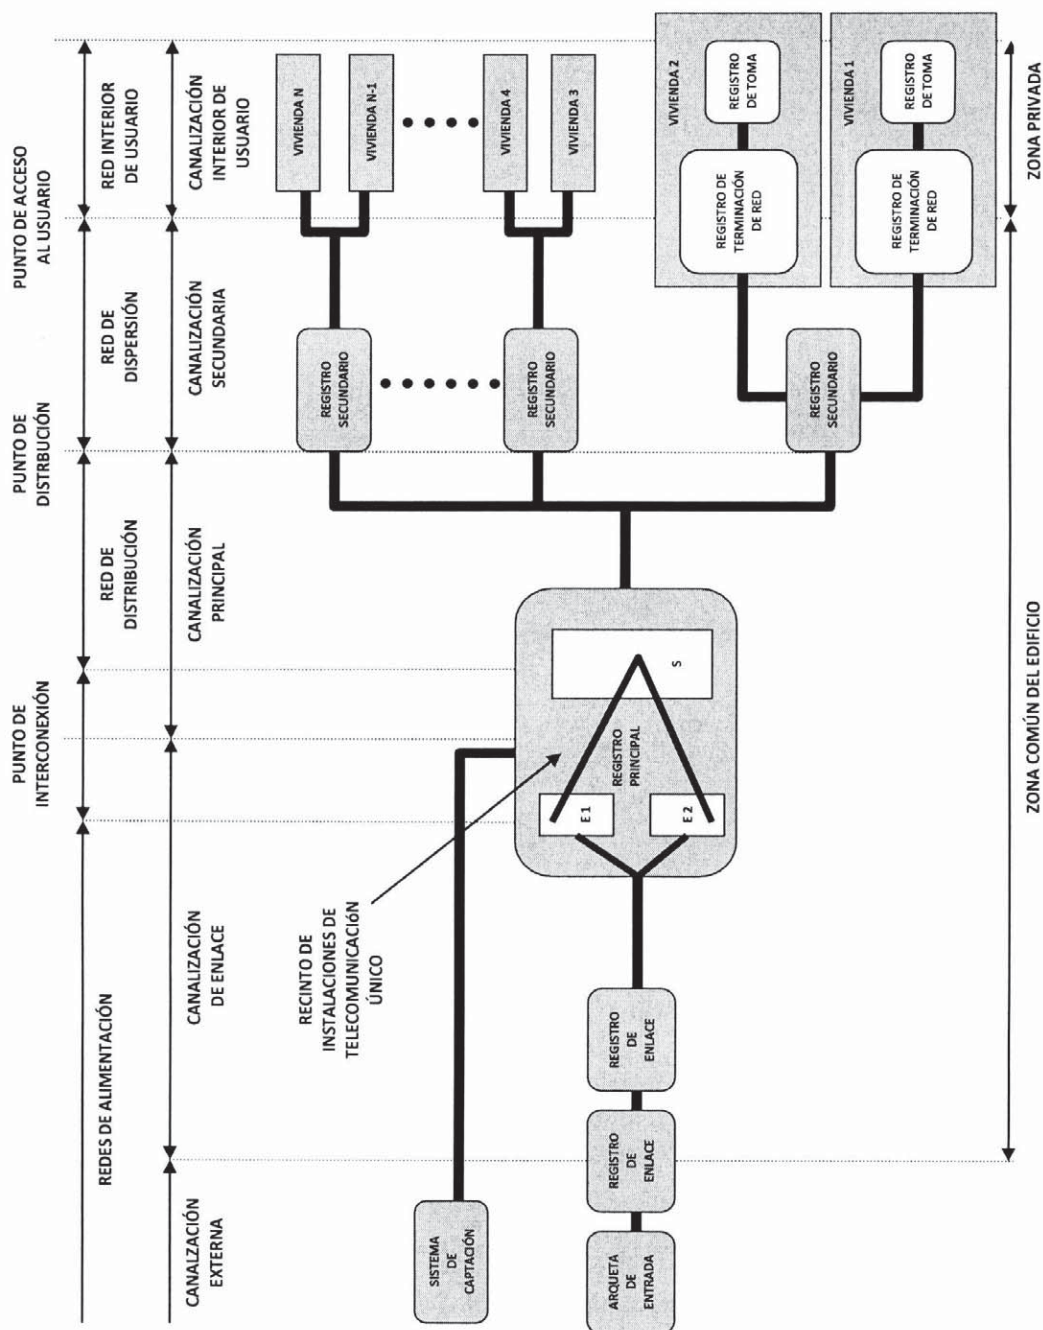 PUNTO DE
INTERCONEXIÓN
PUNTO DE
DISTRBUCIÓN
PUNTO DE ACCESO
AL USUARIO
REDES DE ALIMENTACIÓN
RED DE
DISTRIBUCIÓN
RED DE
DISPERSIÓN
RED INTERIOR
DE USUARIO
CANALZACIÓN
EXTERNA
CANALIZACIÓN
DE ENLACE
CANALIZACIÓN
PRINCIPAL
CANALIZACIÓN
SECUNDARIA
CANALIZACIÓN
INTERIOR DE
USUARIO
VIVIENDA N
VIVIENDA N-1
VIVIENDA 4
VIVIENDA 3
REGISTRO
SECUNDARIO
REGISTRO
SECUNDARIO
REGISTRO
SECUNDARIO
SISTEMA
DE
CAPTACIÓN
RECINTO DE
INSTALACIONES DE
TELECOMUNICACIÓN
ÚNICO
ARQUETA
DE
ENTRADA
REGISTRO
DE
ENLACE
REGISTRO
DE
ENLACE
E 1
E 2
REGISTRO
PRINCIPAL
S
VIVIENDA 2
REGISTRO DE
TERMINACIÓN
DE RED
REGISTRO
DE TOMA
VIVIENDA 1
REGISTRO DE
TERMINACIÓN
DE RED
REGISTRO
DE TOMA
ZONA COMÚN DEL EDIFICIO
ZONA PRIVADA